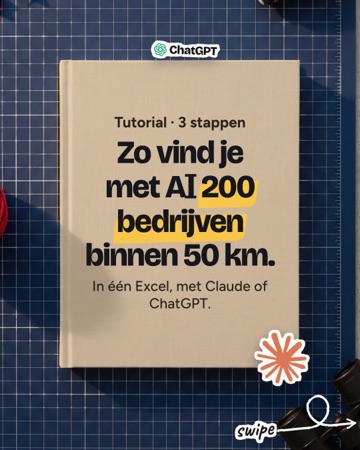 ChatGPT
Tutorial · 3 stappen
Zo vind je
met AI 200
bedrijven
binnen 50 km.
In één Excel, met Claude of
ChatGPT.
swipe